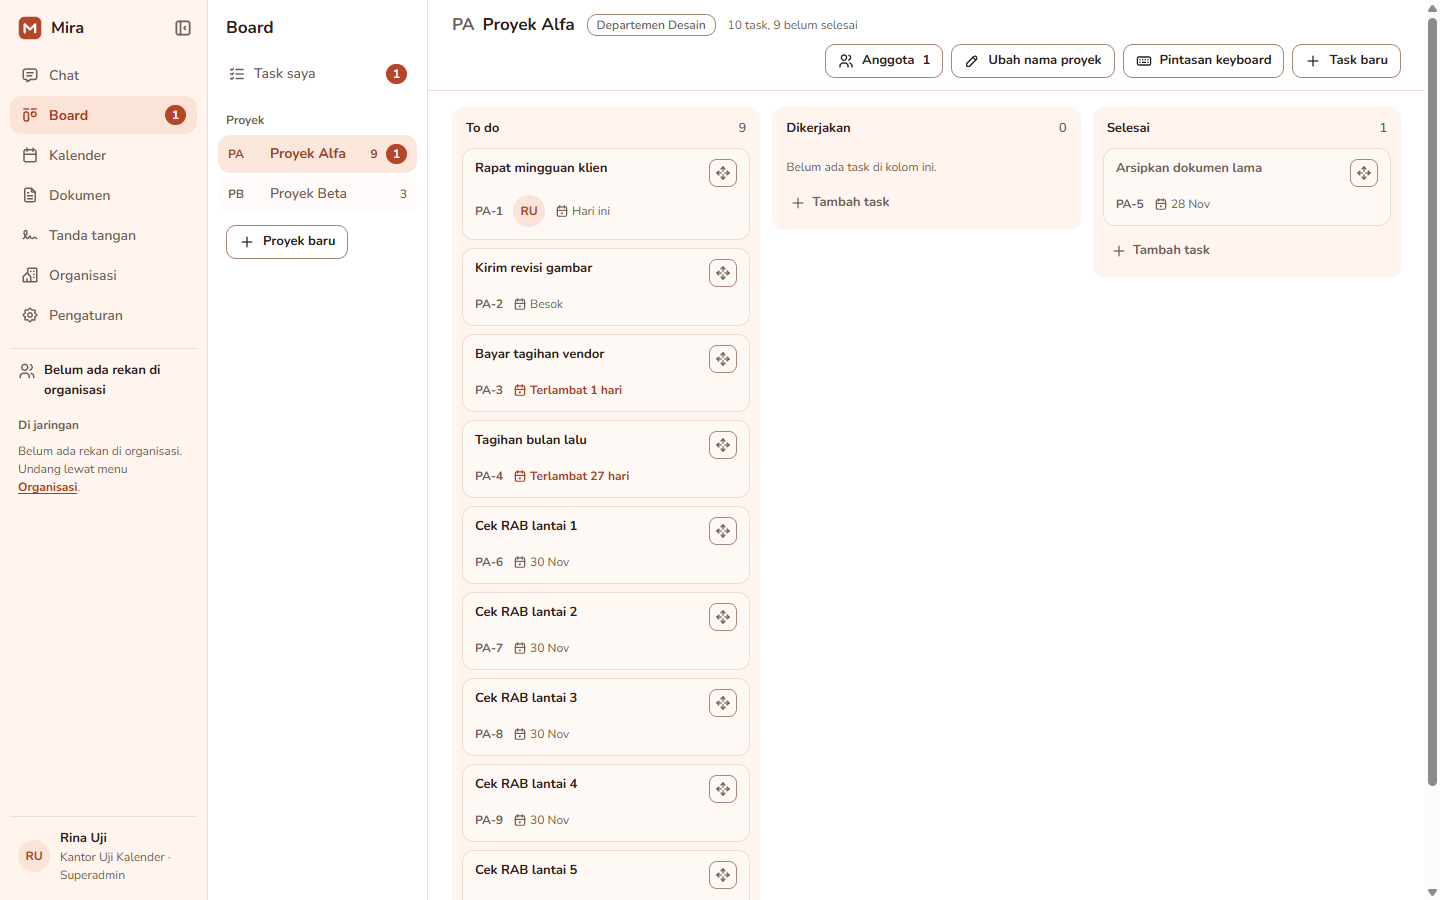 Mira
Chat
Board 1
Kalender
Dokumen
Tanda tangan
Organisasi
Pengaturan
Belum ada rekan di
organisasi
Di jaringan
Belum ada rekan di organisasi.
Undang lewat menu
Organisasi.
RU
Rina Uji
Kantor Uji Kalender ·
Superadmin
Board
Task saya 1
Proyek
PA Proyek Alfa 9 1
PB Proyek Beta 3
Proyek baru
PA Proyek Alfa Departemen Desain 10 task, 9 belum selesai
Anggota 1 Ubah nama proyek Pintasan keyboard Task baru
To do 9
Rapat mingguan klien
PA-1 RU Hari ini
Kirim revisi gambar
PA-2 Besok
Bayar tagihan vendor
PA-3 Terlambat 1 hari
Tagihan bulan lalu
PA-4 Terlambat 27 hari
Cek RAB lantai 1
PA-6 30 Nov
Cek RAB lantai 2
PA-7 30 Nov
Cek RAB lantai 3
PA-8 30 Nov
Cek RAB lantai 4
PA-9 30 Nov
Cek RAB lantai 5
Dikerjakan 0
Belum ada task di kolom ini.
Tambah task
Selesai 1
Arsipkan dokumen lama
PA-5 28 Nov
Tambah task